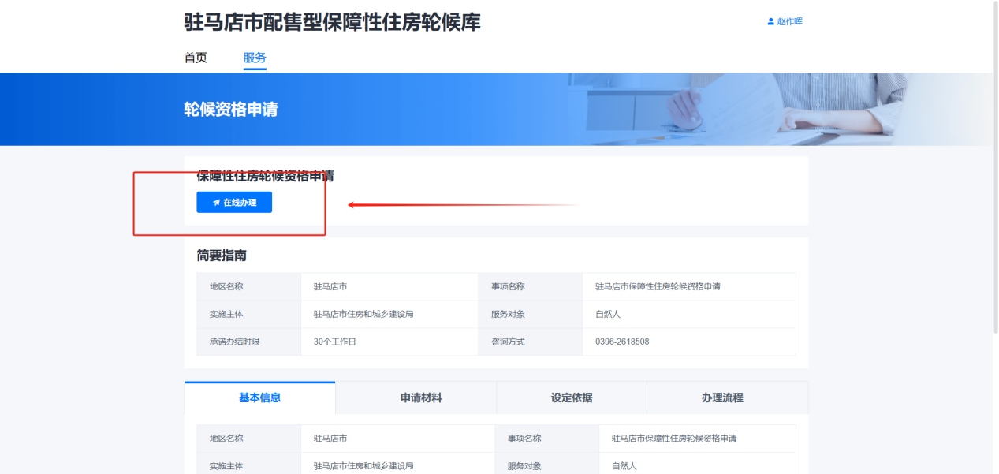 驻马店市配售型保障性住房轮候库
赵作晖
首页 服务
轮候资格申请
保障性住房轮候资格申请
在线办理
简要指南
地区名称 驻马店市 事项名称 驻马店市保障性住房轮候资格申请
实施主体 驻马店市住房和城乡建设局 服务对象 自然人
承诺办结时限 30个工作日 咨询方式 0396-2618508
基本信息 申请材料 设定依据 办理流程
地区名称 驻马店市 事项名称 驻马店市保障性住房轮候资格申请
实施主体 驻马店市住房和城乡建设局 服务对象 自然人